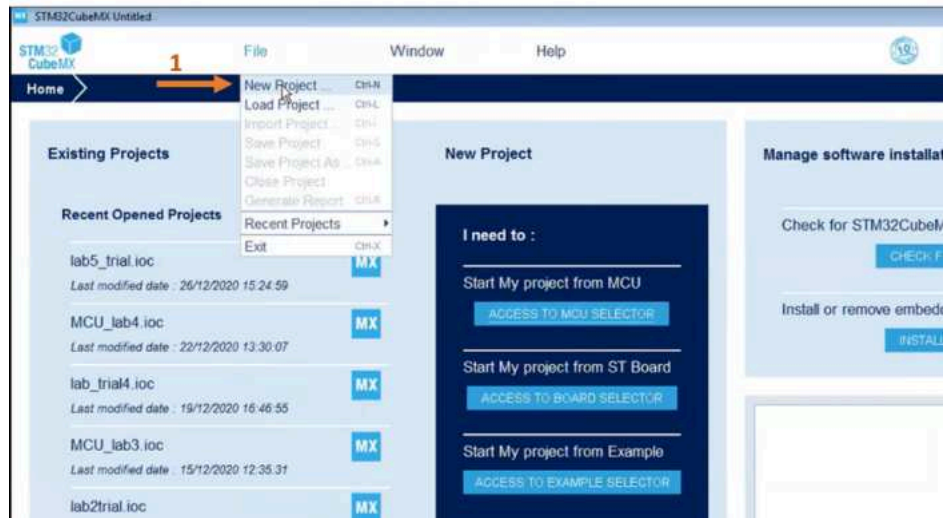 STM32CubeMX Untitled
STM32
CubeMX
File
Window
Help
10
1
Home
New Project ... Ctrl-N
Load Project ... Ctrl-L
Import Project ... Ctrl-I
Save Project Ctrl-S
Save Project As ... Ctrl-A
Close Project
Generate Report Ctrl-R
Recent Projects
Exit Ctrl-X
Existing Projects
Recent Opened Projects
lab5_trial.ioc
Last modified date : 26/12/2020 15:24:59
MX
MCU_lab4.ioc
Last modified date : 22/12/2020 13:30:07
MX
lab_trial4.ioc
Last modified date : 19/12/2020 16:46:55
MX
MCU_lab3.ioc
Last modified date : 15/12/2020 12:35:31
MX
lab2trial.ioc
MX
New Project
I need to :
Start My project from MCU
ACCESS TO MCU SELECTOR
Start My project from ST Board
ACCESS TO BOARD SELECTOR
Start My project from Example
ACCESS TO EXAMPLE SELECTOR
Manage software installat
Check for STM32CubeM
CHECK F
Install or remove embedd
INSTALL